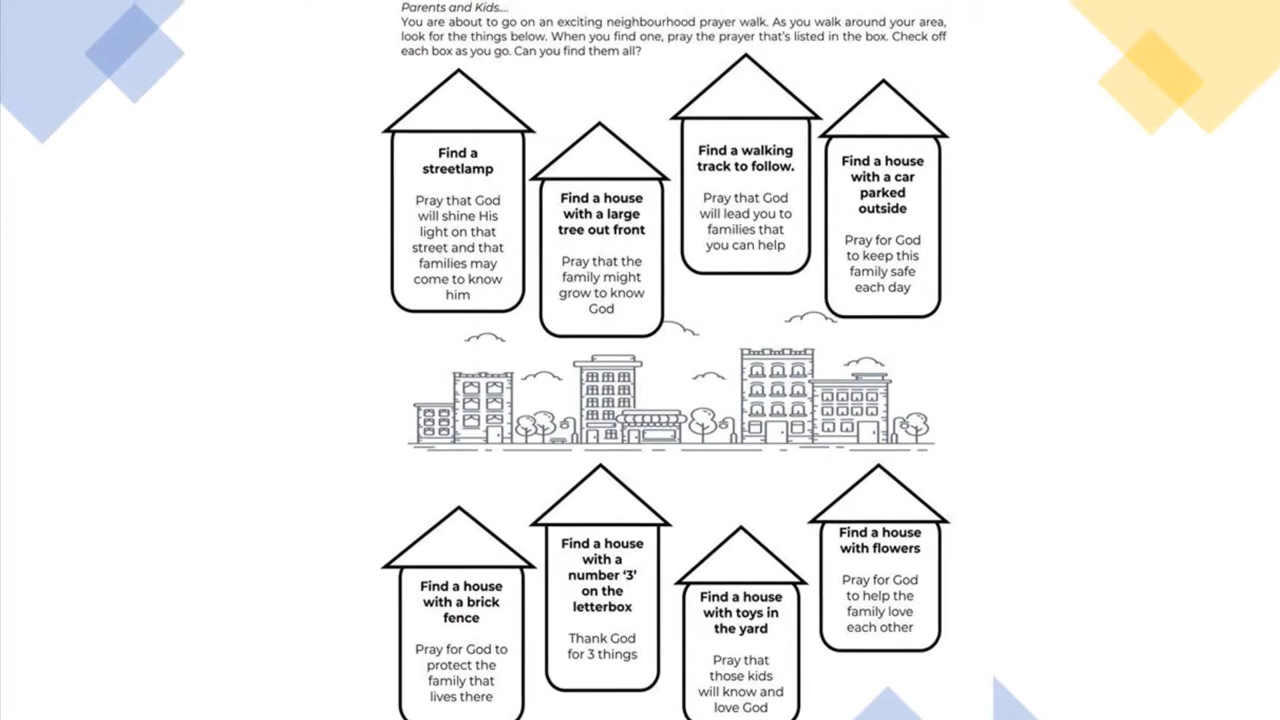 Parents and Kids....
You are about to go on an exciting neighbourhood prayer walk. As you walk around your area,
look for the things below. When you find one, pray the prayer that's listed in the box. Check off
each box as you go. Can you find them all?
Find a
streetlamp
Pray that God
will shine His
light on that
street and that
families may
come to know
him
Find a house
with a large
tree out front
Pray that the
family might
grow to know
God
Find a walking
track to follow.
Pray that God
will lead you to
families that
you can help
Find a house
with a car
parked
outside
Pray for God
to keep this
family safe
each day
Find a house
with a brick
fence
Pray for God to
protect the
family that
lives there
Find a house
with a
number ‘3’
on the
letterbox
Thank God
for 3 things
Find a house
with toys in
the yard
Pray that
those kids
will know and
love God
Find a house
with flowers
Pray for God
to help the
family love
each other